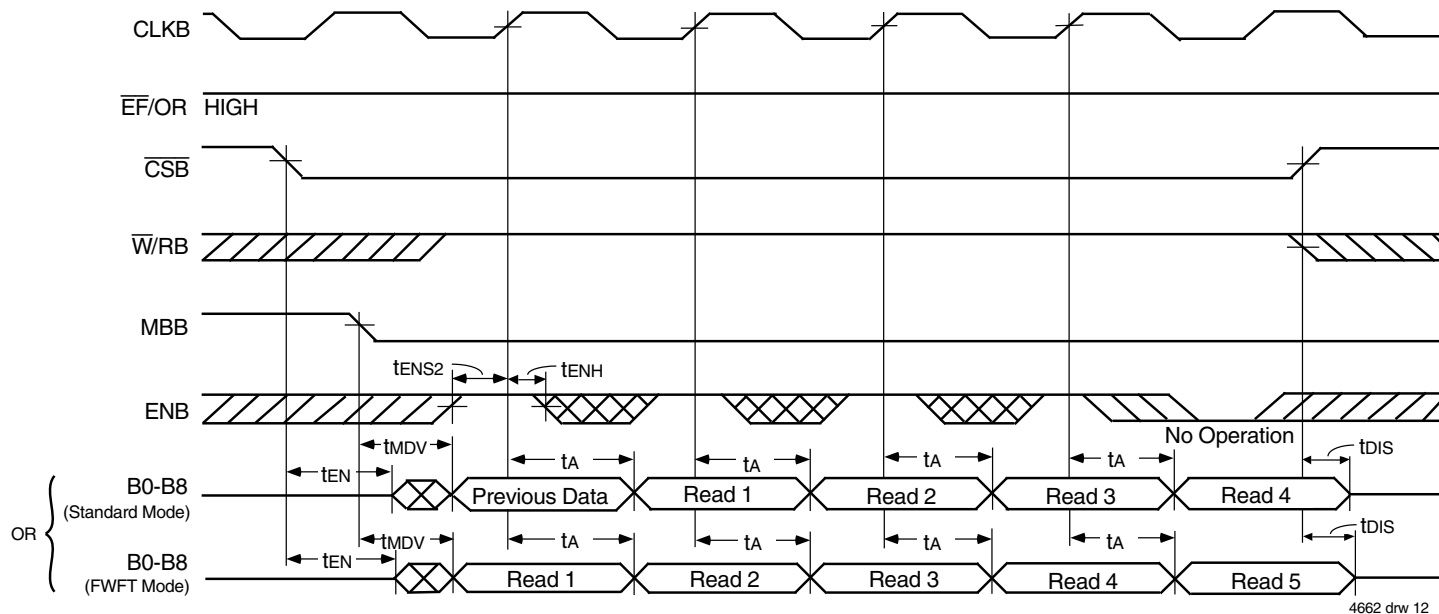 CLKB
EF/OR HIGH
CSB
W/RB
MBB
tENS2 tENH
ENB
No Operation
tMDV
tEN tA tA tA tA tDIS
B0-B8
(Standard Mode)
Previous Data Read 1 Read 2 Read 3 Read 4
OR
tMDV tDIS
tEN tA tA tA tA
B0-B8
(FWFT Mode)
Read 1 Read 2 Read 3 Read 4 Read 5
4662 drw 12